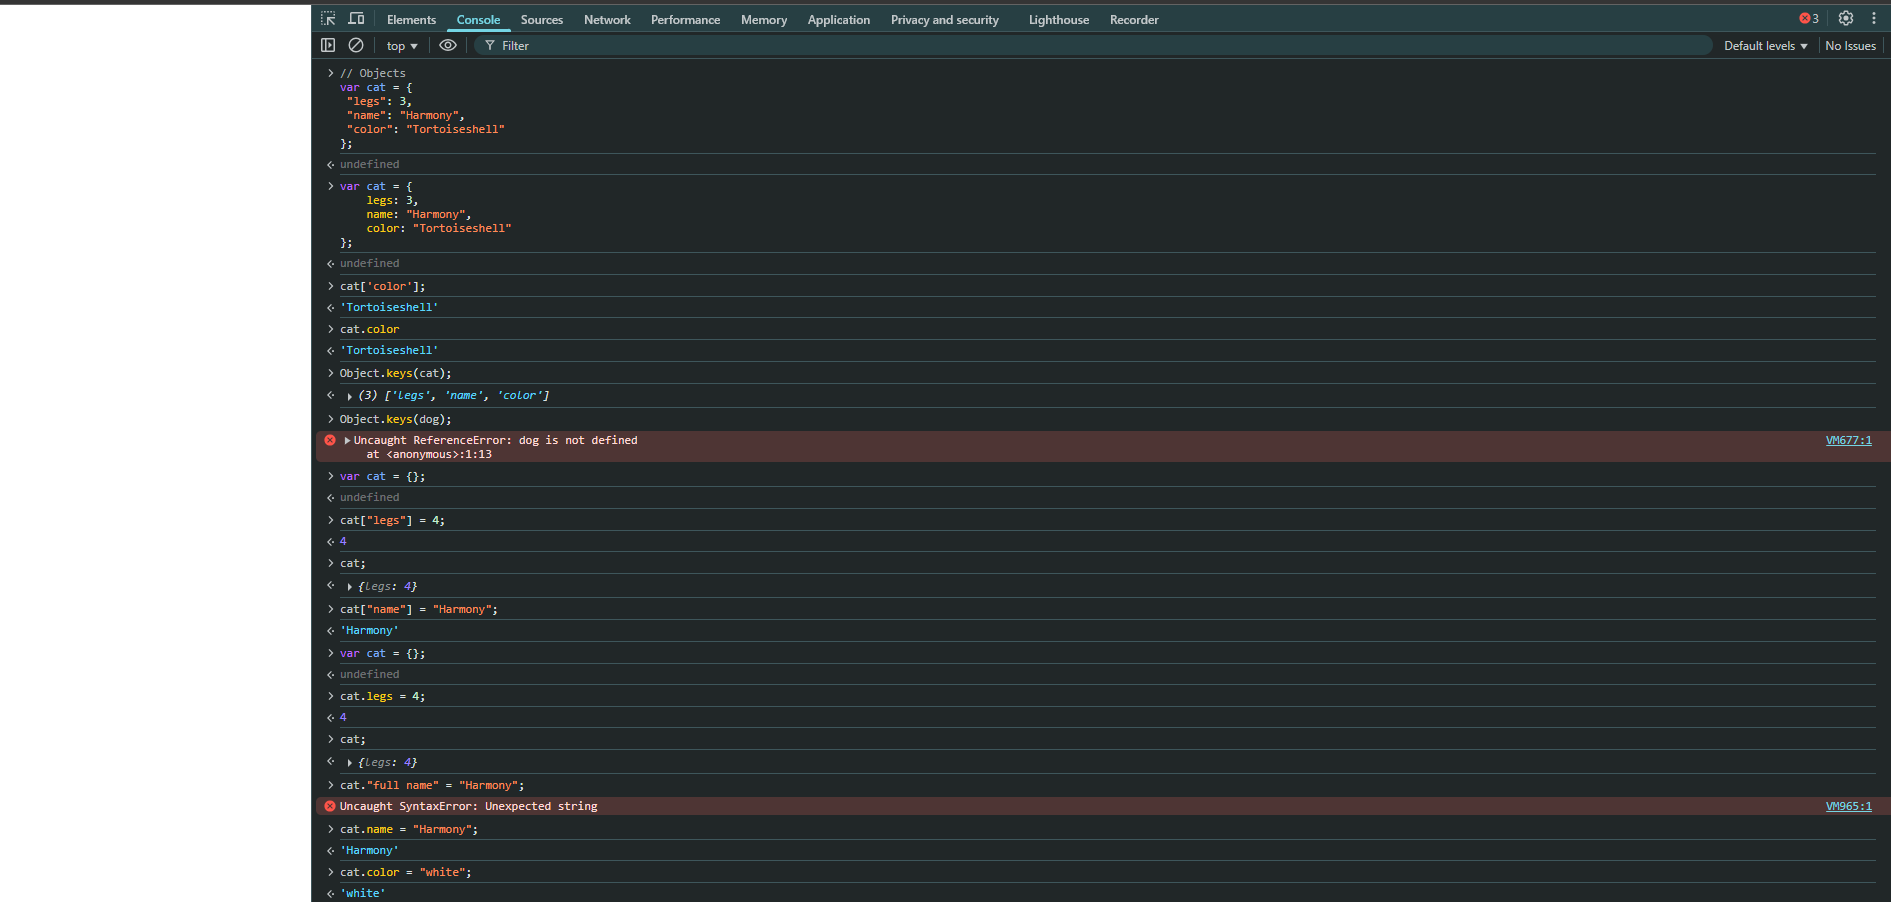 Elements Console Sources Network Performance Memory Application Privacy and security Lighthouse Recorder 3
top Filter Default levels No Issues
// Objects
var cat = {
"legs": 3,
"name": "Harmony",
"color": "Tortoiseshell"
};
undefined
var cat = {
legs: 3,
name: "Harmony",
color: "Tortoiseshell"
};
undefined
cat['color'];
'Tortoiseshell'
cat.color
'Tortoiseshell'
Object.keys(cat);
(3) ['legs', 'name', 'color']
Object.keys(dog);
Uncaught ReferenceError: dog is not defined VM677:1
at <anonymous>:1:13
var cat = {};
undefined
cat["legs"] = 4;
4
cat;
{legs: 4}
cat["name"] = "Harmony";
'Harmony'
var cat = {};
undefined
cat.legs = 4;
4
cat;
{legs: 4}
cat."full name" = "Harmony";
Uncaught SyntaxError: Unexpected string VM965:1
cat.name = "Harmony";
'Harmony'
cat.color = "white";
'white'